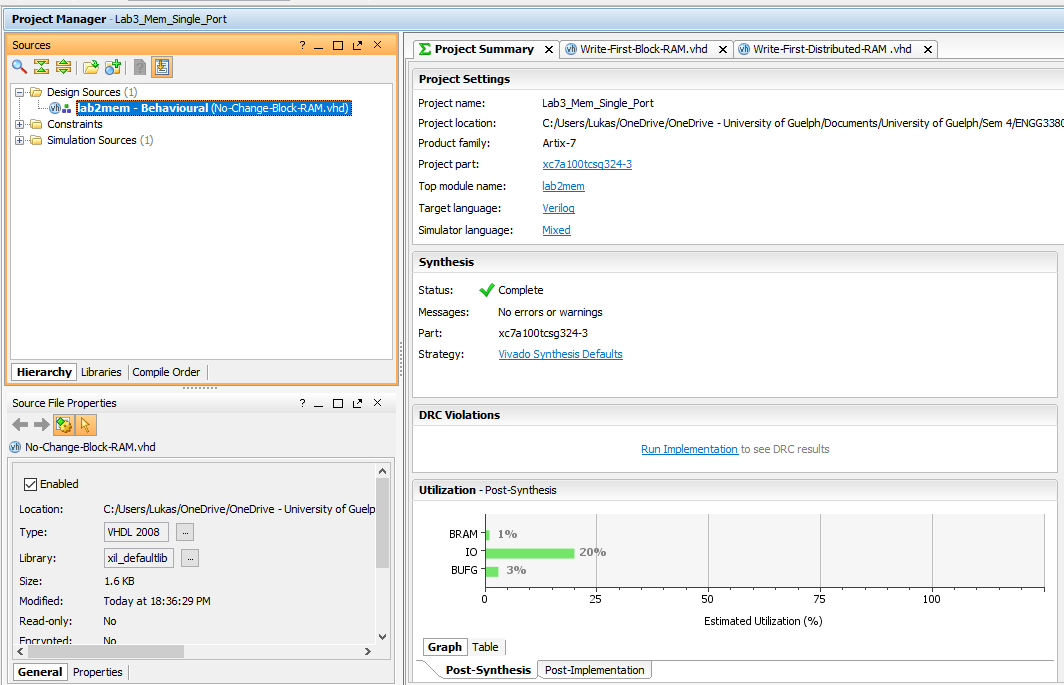 Project Manager - Lab3_Mem_Single_Port
Sources
Design Sources (1)
lab2mem - Behavioural (No-Change-Block-RAM.vhd)
Constraints
Simulation Sources (1)
Hierarchy Libraries Compile Order
Source File Properties
No-Change-Block-RAM.vhd
Enabled
Location: C:/Users/Lukas/OneDrive/OneDrive - University of Guelp
Type: VHDL 2008 ...
Library: xil_defaultlib ...
Size: 1.6 KB
Modified: Today at 18:36:29 PM
Read-only: No
Encrypted: No
General Properties
Project Summary Write-First-Block-RAM.vhd Write-First-Distributed-RAM .vhd
Project Settings
Project name: Lab3_Mem_Single_Port
Project location: C:/Users/Lukas/OneDrive/OneDrive - University of Guelph/Documents/University of Guelph/Sem 4/ENGG3380
Product family: Artix-7
Project part: xc7a100tcsg324-3
Top module name: lab2mem
Target language: Verilog
Simulator language: Mixed
Synthesis
Status: Complete
Messages: No errors or warnings
Part: xc7a100tcsg324-3
Strategy: Vivado Synthesis Defaults
DRC Violations
Run Implementation to see DRC results
Utilization - Post-Synthesis
BRAM 1%
IO 20%
BUFG 3%
0 25 50 75 100
Estimated Utilization (%)
Graph Table
Post-Synthesis Post-Implementation